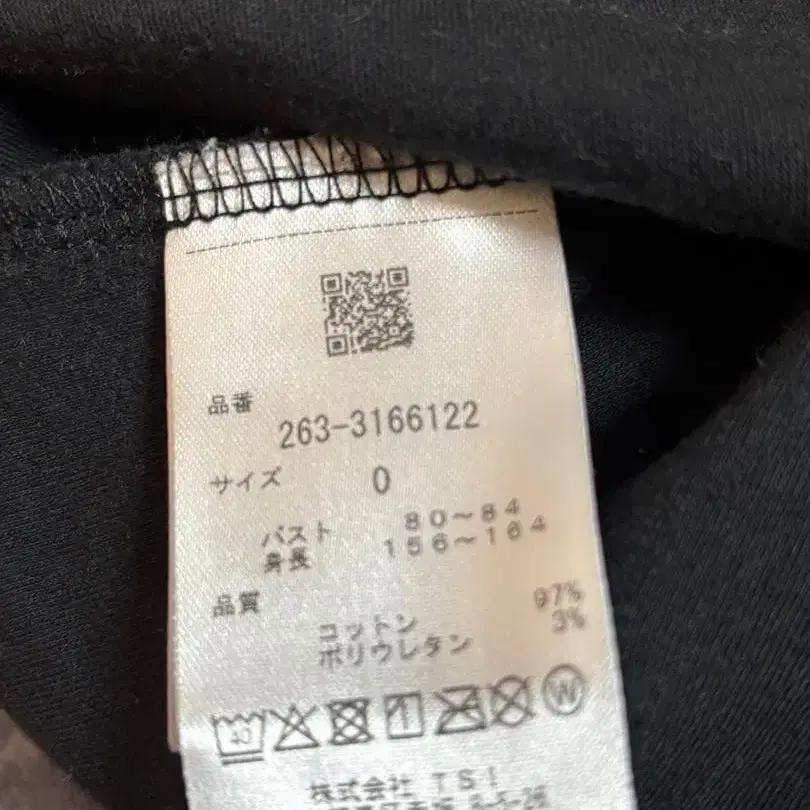 品番
263-3166122
サイズ 0
バスト 80~84
身長 156~164
品質
コットン 97%
ポリウレタン 3%
40
W
株式会社 TSI